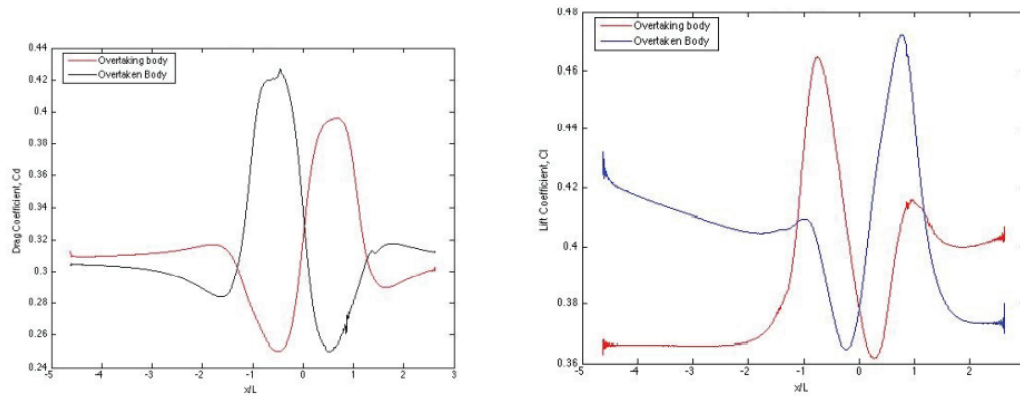 Overtaking body
Overtaken Body
Drag Coefficient, Cd
0.44
0.42
0.4
0.38
0.36
0.34
0.32
0.3
0.28
0.26
0.24
-5 -4 -3 -2 -1 0 1 2 3
x/L
Overtaking body
Overtaken Body
Lift Coefficient, Cl
0.48
0.46
0.44
0.42
0.4
0.38
0.36
-5 -4 -3 -2 -1 0 1 2 3
x/L